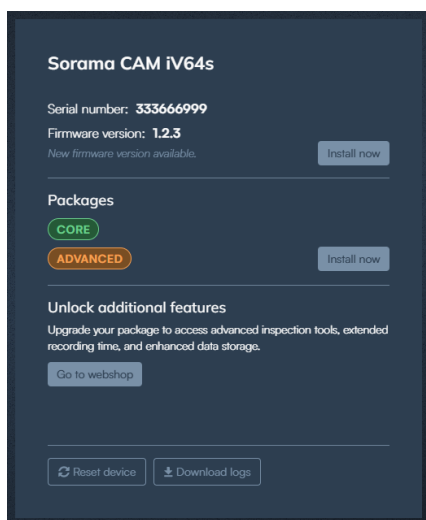 Sorama CAM iV64s
Serial number: 333666999
Firmware version: 1.2.3
New firmware version available.
Install now
Packages
CORE
ADVANCED
Install now
Unlock additional features
Upgrade your package to access advanced inspection tools, extended
recording time, and enhanced data storage.
Go to webshop
Reset device
Download logs